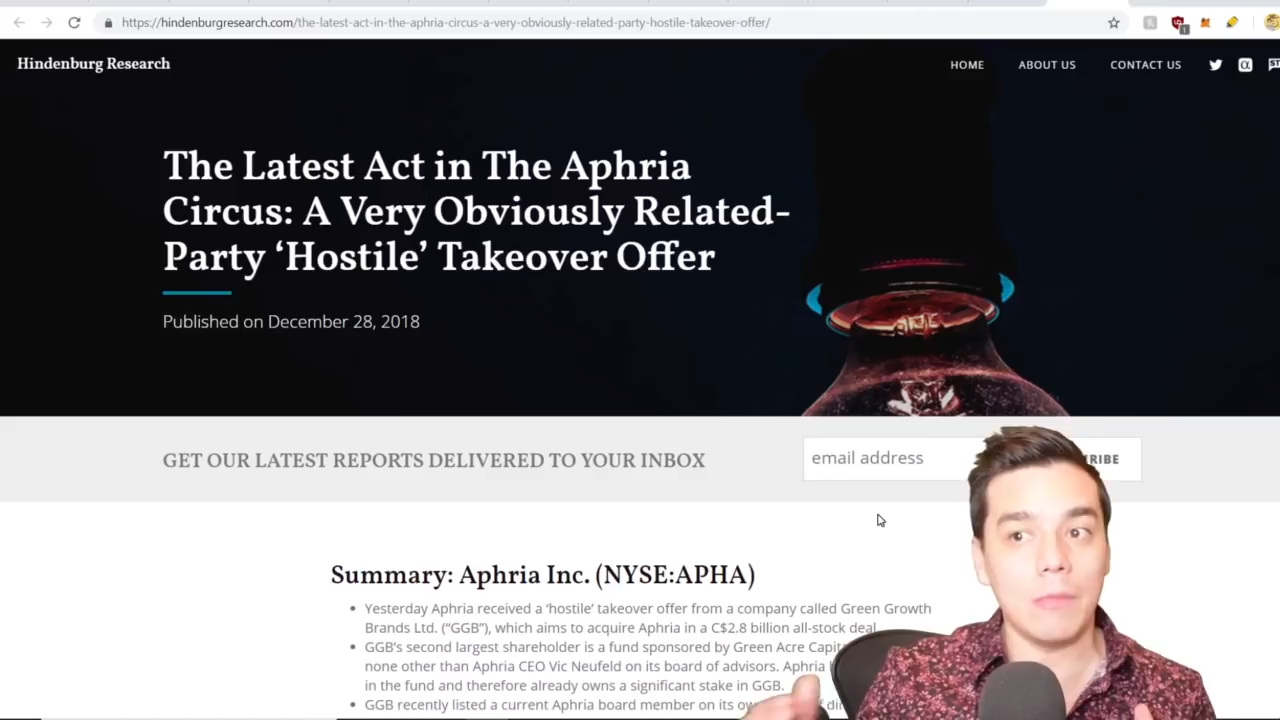 https://hindenburgresearch.com/the-latest-act-in-the-aphria-circus-a-very-obviously-related-party-hostile-takeover-offer/
Hindenburg Research
HOME ABOUT US CONTACT US
The Latest Act in The Aphria
Circus: A Very Obviously Related-
Party ‘Hostile’ Takeover Offer
Published on December 28, 2018
GET OUR LATEST REPORTS DELIVERED TO YOUR INBOX
email address
Summary: Aphria Inc. (NYSE:APHA)
• Yesterday Aphria received a ‘hostile’ takeover offer from a company called Green Growth
Brands Ltd. (“GGB”), which aims to acquire Aphria in a C$2.8 billion all-stock deal
• GGB’s second largest shareholder is a fund sponsored by Green Acre
none other than Aphria CEO Vic Neufeld on its board of advisors. Aphria
in the fund and therefore already owns a significant stake in GGB.
• GGB recently listed a current Aphria board member on its